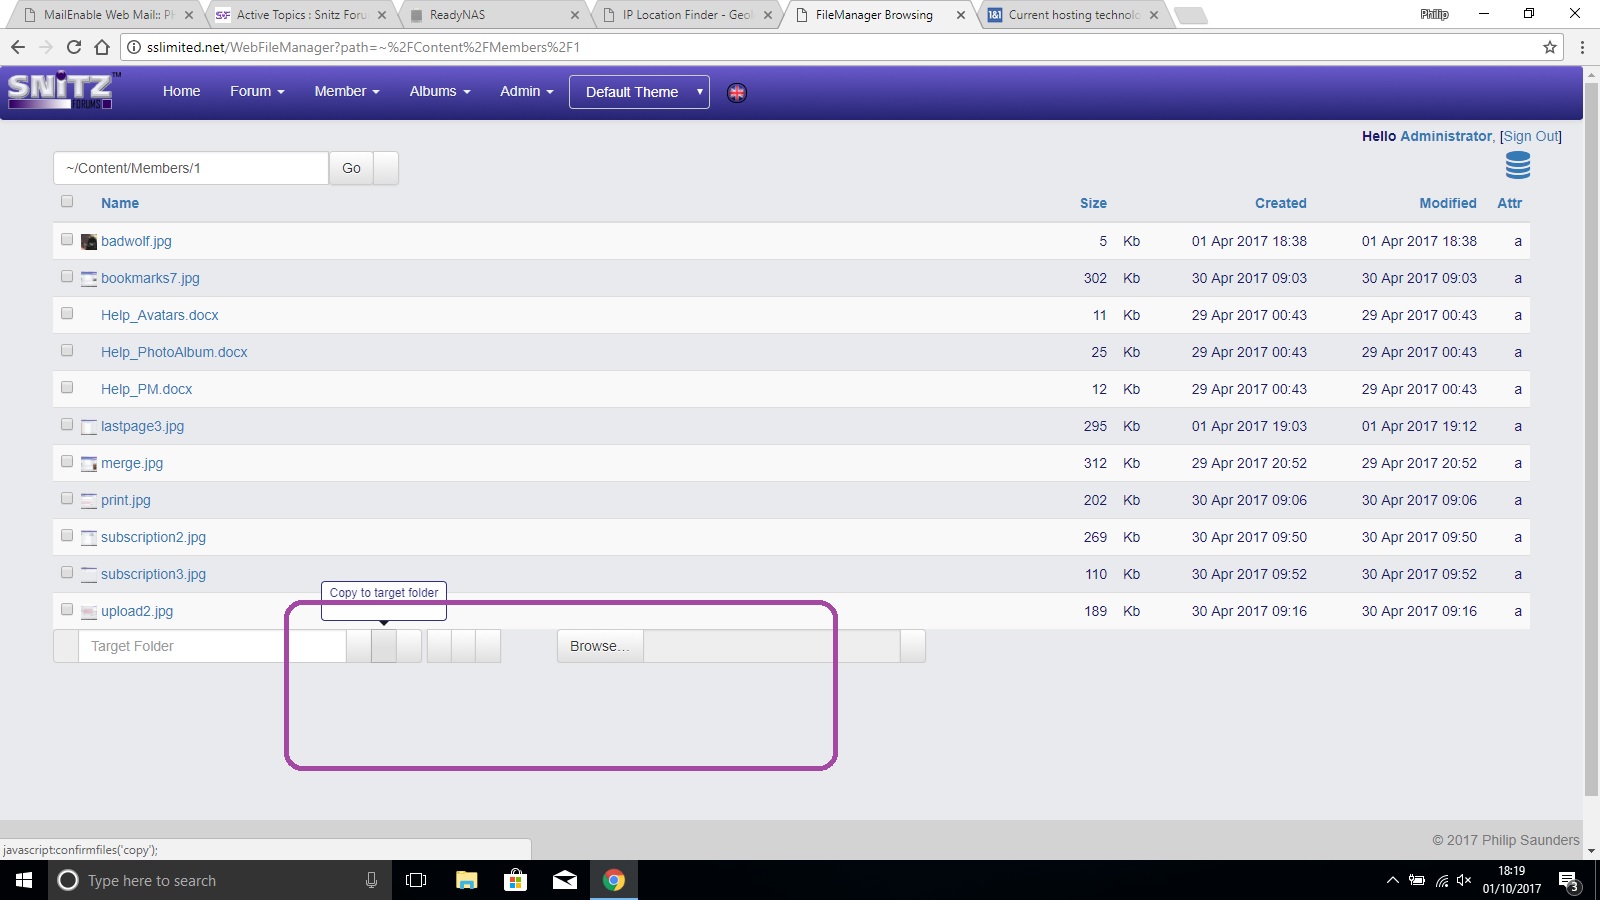 MailEnable Web Mail:: P
Active Topics : Snitz Foru
ReadyNAS
IP Location Finder - Geol
FileManager Browsing
1&1 Current hosting technolo
Philip
sslimited.net/WebFileManager?path=~%2FContent%2FMembers%2F1
SNiTZ™ FORUMS
Home Forum Member Albums Admin Default Theme
Hello Administrator, [Sign Out]
~/Content/Members/1 Go
Name Size Created Modified Attr
badwolf.jpg 5 Kb 01 Apr 2017 18:38 01 Apr 2017 18:38 a
bookmarks7.jpg 302 Kb 30 Apr 2017 09:03 30 Apr 2017 09:03 a
Help_Avatars.docx 11 Kb 29 Apr 2017 00:43 29 Apr 2017 00:43 a
Help_PhotoAlbum.docx 25 Kb 29 Apr 2017 00:43 29 Apr 2017 00:43 a
Help_PM.docx 12 Kb 29 Apr 2017 00:43 29 Apr 2017 00:43 a
lastpage3.jpg 295 Kb 01 Apr 2017 19:03 01 Apr 2017 19:12 a
merge.jpg 312 Kb 29 Apr 2017 20:52 29 Apr 2017 20:52 a
print.jpg 202 Kb 30 Apr 2017 09:06 30 Apr 2017 09:06 a
subscription2.jpg 269 Kb 30 Apr 2017 09:50 30 Apr 2017 09:50 a
subscription3.jpg 110 Kb 30 Apr 2017 09:52 30 Apr 2017 09:52 a
Copy to target folder
upload2.jpg 189 Kb 30 Apr 2017 09:16 30 Apr 2017 09:16 a
Target Folder Browse...
© 2017 Philip Saunders
javascript:confirmfiles('copy');
Type here to search
18:19
01/10/2017
3